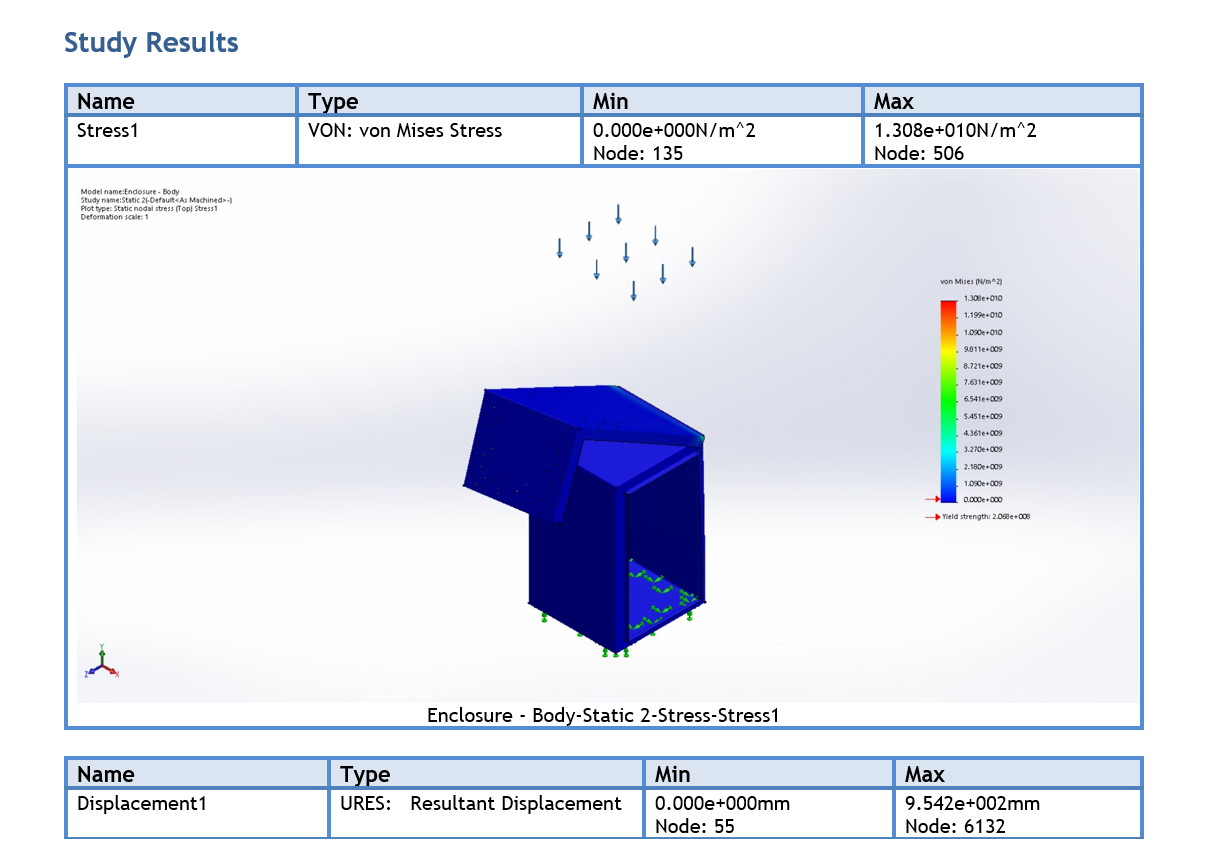 Study Results
Name Type Min Max
Stress1 VON: von Mises Stress 0.000e+000N/m^2 1.308e+010N/m^2
Node: 135 Node: 506
Model name:Enclosure - Body
Study name:Static 2(-Default<As Machined>-)
Plot type: Static nodal stress (Top) Stress1
Deformation scale: 1
von Mises (N/m^2)
1.308e+010
1.199e+010
1.090e+010
9.811e+009
8.721e+009
7.631e+009
6.541e+009
5.451e+009
4.361e+009
3.270e+009
2.180e+009
1.090e+009
0.000e+000
Yield strength: 2.068e+008
Y
Z X
Enclosure - Body-Static 2-Stress-Stress1
Name Type Min Max
Displacement1 URES: Resultant Displacement 0.000e+000mm 9.542e+002mm
Node: 55 Node: 6132